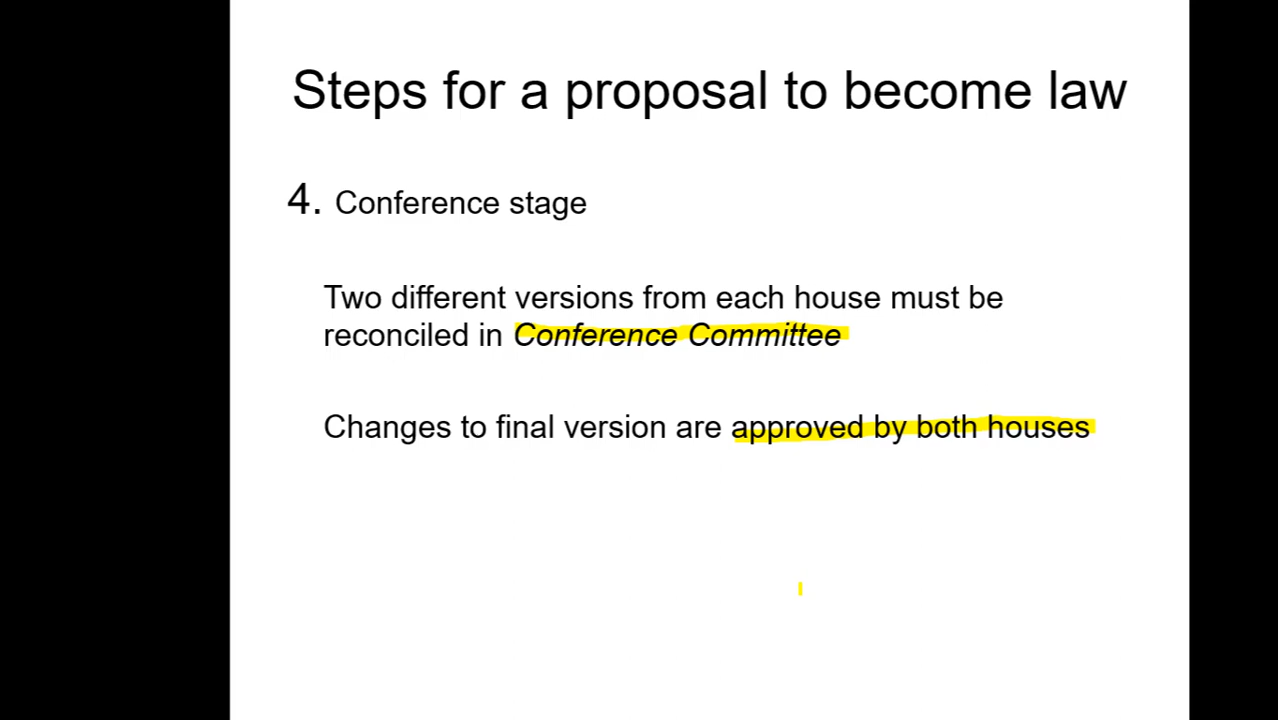 Steps for a proposal to become law
4. Conference stage
Two different versions from each house must be
reconciled in Conference Committee
Changes to final version are approved by both houses